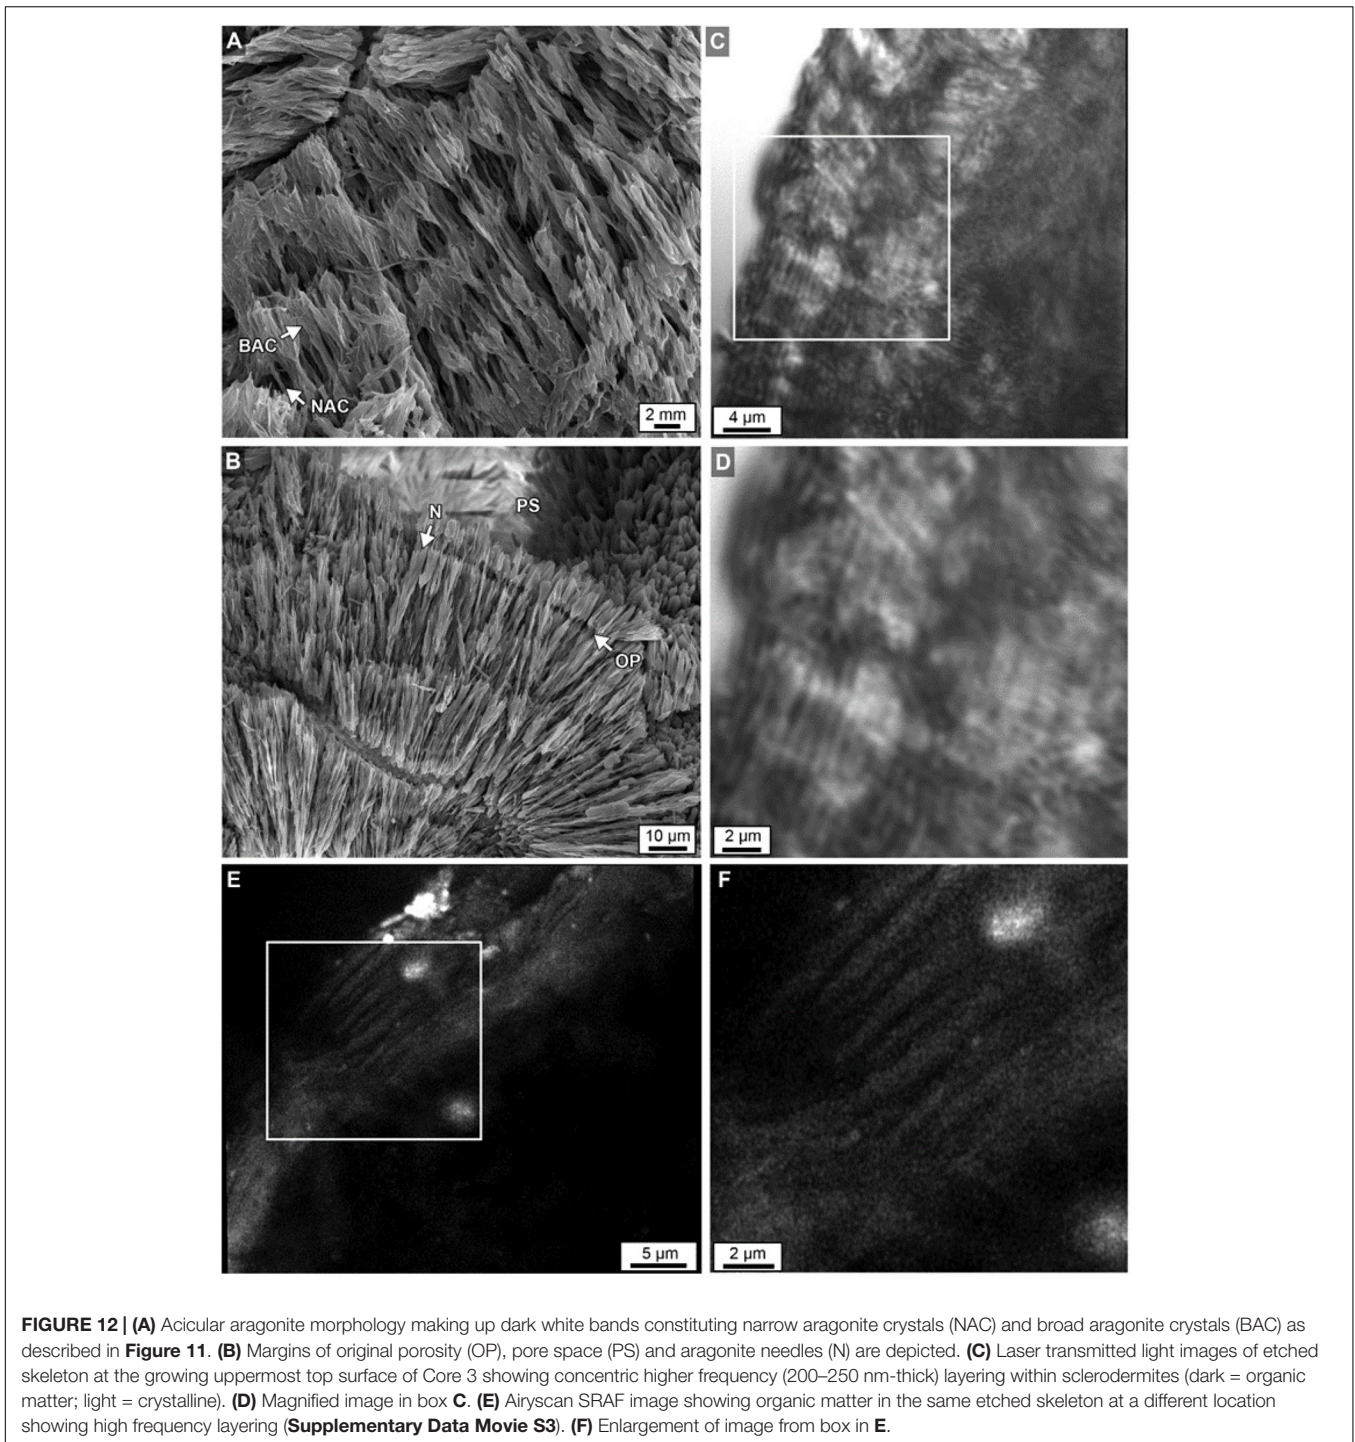 A
BAC
NAC
2 mm
C
4 µm
B
N
PS
OP
10 µm
D
2 µm
E
5 µm
F
2 µm
FIGURE 12 | (A) Acicular aragonite morphology making up dark white bands constituting narrow aragonite crystals (NAC) and broad aragonite crystals (BAC) as
described in Figure 11. (B) Margins of original porosity (OP), pore space (PS) and aragonite needles (N) are depicted. (C) Laser transmitted light images of etched
skeleton at the growing uppermost top surface of Core 3 showing concentric higher frequency (200–250 nm-thick) layering within sclerodermites (dark = organic
matter; light = crystalline). (D) Magnified image in box C. (E) Airyscan SRAF image showing organic matter in the same etched skeleton at a different location
showing high frequency layering (Supplementary Data Movie S3). (F) Enlargement of image from box in E.